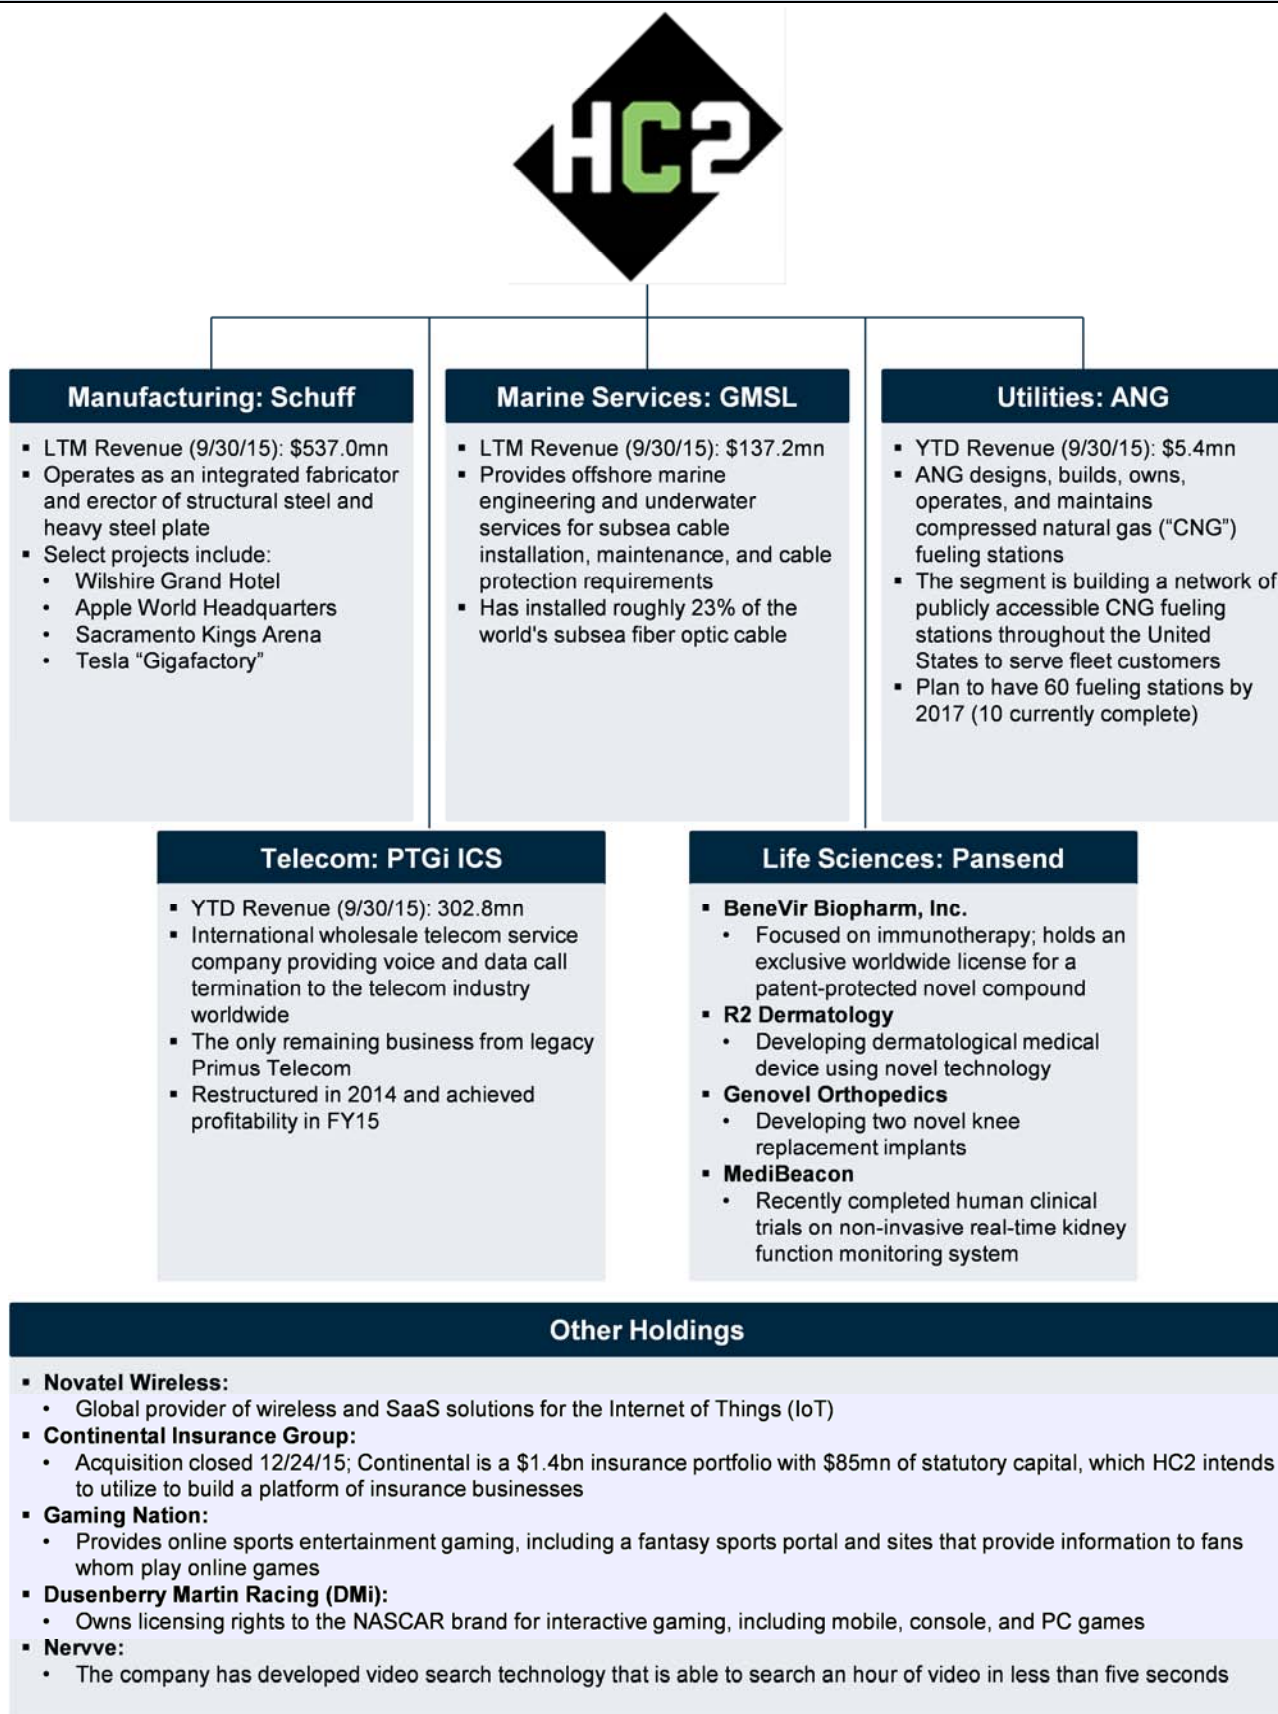 HC2
Manufacturing: Schuff
▪ LTM Revenue (9/30/15): $537.0mn
▪ Operates as an integrated fabricator
and erector of structural steel and
heavy steel plate
▪ Select projects include:
• Wilshire Grand Hotel
• Apple World Headquarters
• Sacramento Kings Arena
• Tesla “Gigafactory”
Marine Services: GMSL
▪ LTM Revenue (9/30/15): $137.2mn
▪ Provides offshore marine
engineering and underwater
services for subsea cable
installation, maintenance, and cable
protection requirements
▪ Has installed roughly 23% of the
world's subsea fiber optic cable
Utilities: ANG
▪ YTD Revenue (9/30/15): $5.4mn
▪ ANG designs, builds, owns,
operates, and maintains
compressed natural gas (“CNG”)
fueling stations
▪ The segment is building a network of
publicly accessible CNG fueling
stations throughout the United
States to serve fleet customers
▪ Plan to have 60 fueling stations by
2017 (10 currently complete)
Telecom: PTGi ICS
▪ YTD Revenue (9/30/15): 302.8mn
▪ International wholesale telecom service
company providing voice and data call
termination to the telecom industry
worldwide
▪ The only remaining business from legacy
Primus Telecom
▪ Restructured in 2014 and achieved
profitability in FY15
Life Sciences: Pansend
▪ BeneVir Biopharm, Inc.
• Focused on immunotherapy; holds an
exclusive worldwide license for a
patent-protected novel compound
▪ R2 Dermatology
• Developing dermatological medical
device using novel technology
▪ Genovel Orthopedics
• Developing two novel knee
replacement implants
▪ MediBeacon
• Recently completed human clinical
trials on non-invasive real-time kidney
function monitoring system
Other Holdings
▪ Novatel Wireless:
• Global provider of wireless and SaaS solutions for the Internet of Things (IoT)
▪ Continental Insurance Group:
• Acquisition closed 12/24/15; Continental is a $1.4bn insurance portfolio with $85mn of statutory capital, which HC2 intends
to utilize to build a platform of insurance businesses
▪ Gaming Nation:
• Provides online sports entertainment gaming, including a fantasy sports portal and sites that provide information to fans
whom play online games
▪ Dusenberry Martin Racing (DMi):
• Owns licensing rights to the NASCAR brand for interactive gaming, including mobile, console, and PC games
▪ Nervve:
• The company has developed video search technology that is able to search an hour of video in less than five seconds